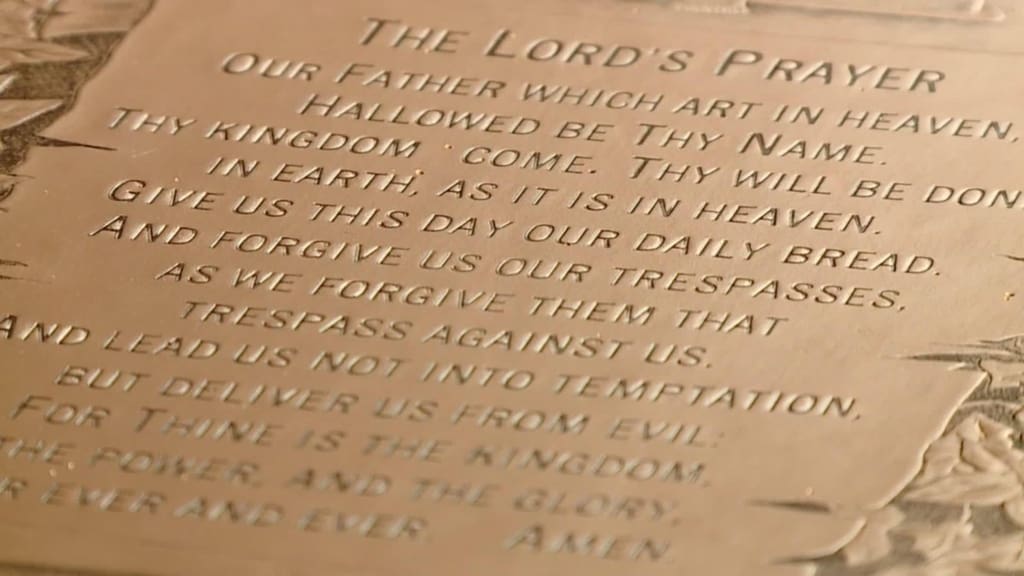 THE LORD'S PRAYER
OUR FATHER WHICH ART IN HEAVEN,
HALLOWED BE THY NAME.
THY KINGDOM COME. THY WILL BE DON
IN EARTH, AS IT IS IN HEAVEN.
GIVE US THIS DAY OUR DAILY BREAD.
AND FORGIVE US OUR TRESPASSES,
AS WE FORGIVE THEM THAT
TRESPASS AGAINST US.
AND LEAD US NOT INTO TEMPTATION,
BUT DELIVER US FROM EVIL:
FOR THINE IS THE KINGDOM,
THE POWER, AND THE GLORY,
R EVER AND EVER. AMEN.